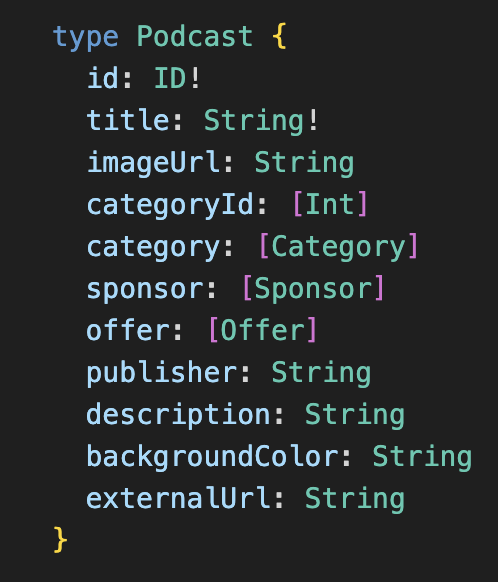 type Podcast {
id: ID!
title: String!
imageUrl: String
categoryId: [Int]
category: [Category]
sponsor: [Sponsor]
offer: [Offer]
publisher: String
description: String
backgroundColor: String
externalUrl: String
}